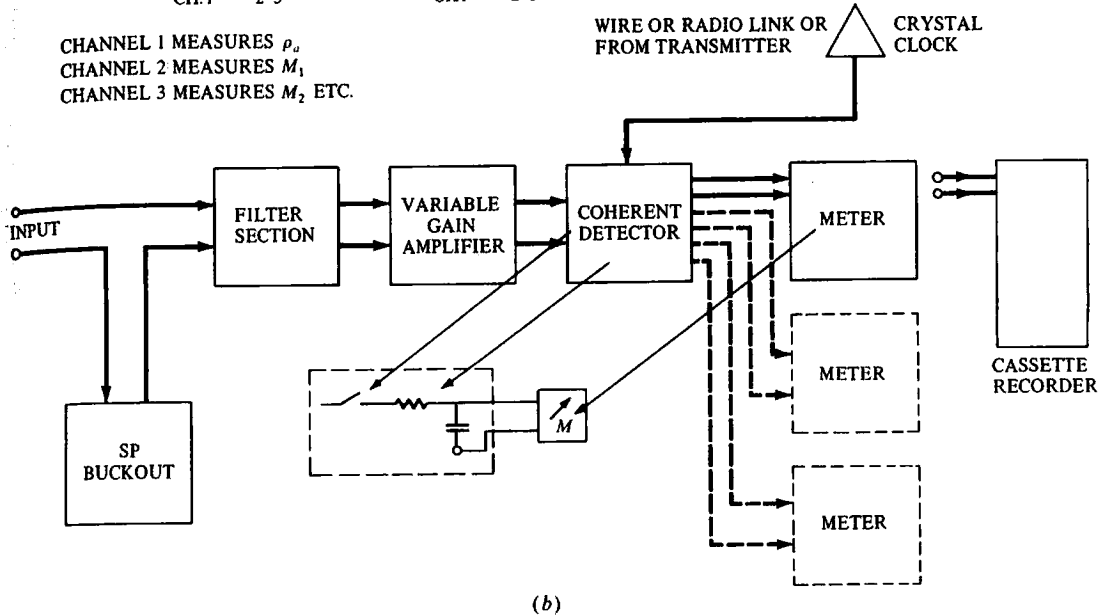 CHANNEL 1 MEASURES ρₐ
CHANNEL 2 MEASURES M₁
CHANNEL 3 MEASURES M₂ ETC.
WIRE OR RADIO LINK OR
FROM TRANSMITTER
CRYSTAL
CLOCK
INPUT
FILTER
SECTION
VARIABLE
GAIN
AMPLIFIER
COHERENT
DETECTOR
METER
CASSETTE
RECORDER
METER
M
SP
BUCKOUT
METER
(b)